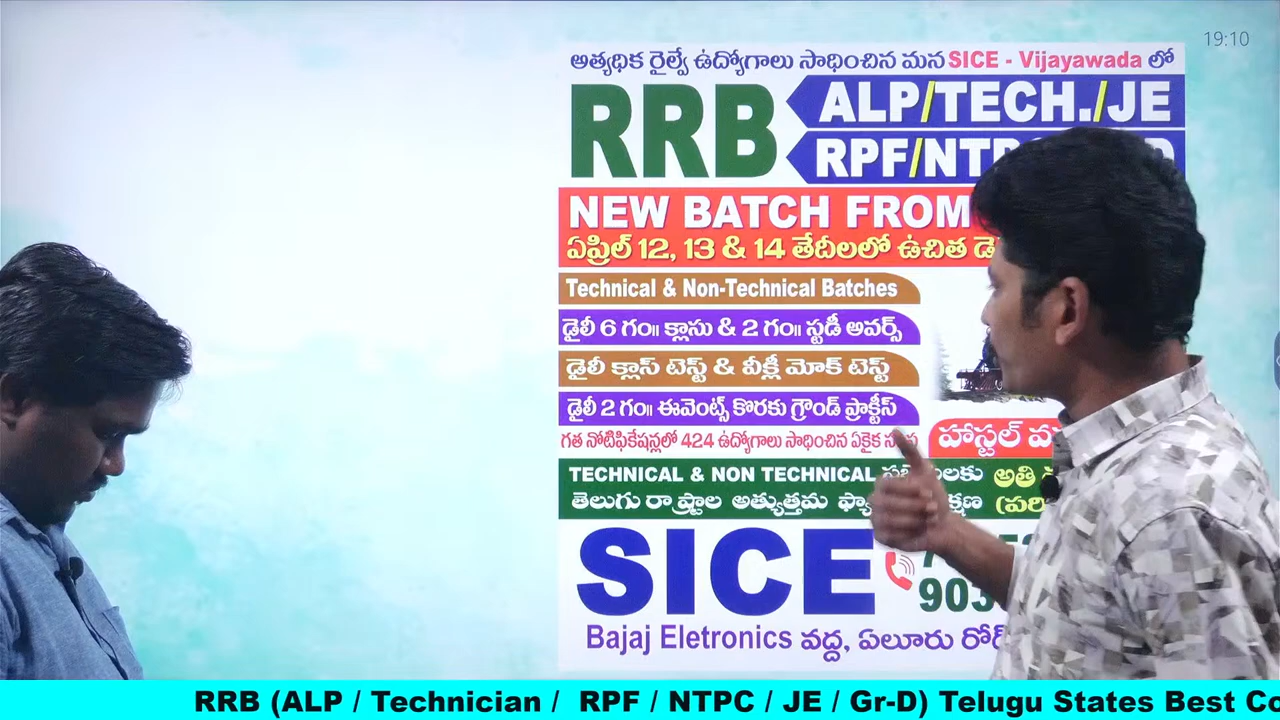 19:10
అత్యధిక రైల్వే ఉద్యోగాలు సాధించిన మన SICE - Vijayawada లో
RRB
ALP/TECH./JE
RPF/
NEW BATCH FROM
ఏప్రిల్ 12, 13 & 14 తేదీలలో ఉచిత
Technical & Non-Technical Batches
డైలీ 6 గం॥ క్లాసు & 2 గం॥ స్టడీ అవర్స్
డైలీ క్లాస్ టెస్ట్ & వీక్లీ మోక్ టెస్ట్
డైలీ 2 గం॥ ఈవెంట్స్ కొరకు గ్రౌండ్ ప్రాక్టీస్
గత నోటిఫికేషన్లలో 424 ఉద్యోగాలు సాధించిన ఏకైక
హాస్టల్
TECHNICAL & NON TECHNICAL
అతి
తెలుగు రాష్ట్రాల అత్యుత్తమ
SICE
Bajaj Eletronics వద్ద, ఏలూరు
RRB (ALP / Technician / RPF / NTPC / JE / Gr-D) Telugu States Best